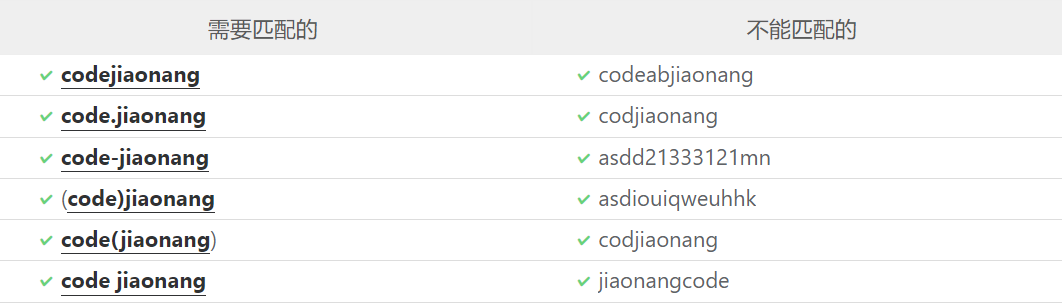 需要匹配的 不能匹配的
codejiaonang codeabjiaonang
code.jiaonang codjiaonang
code-jiaonang asdd21333121mn
(code)jiaonang asdiouiqweuhhk
code(jiaonang) codjiaonang
code jiaonang jiaonangcode